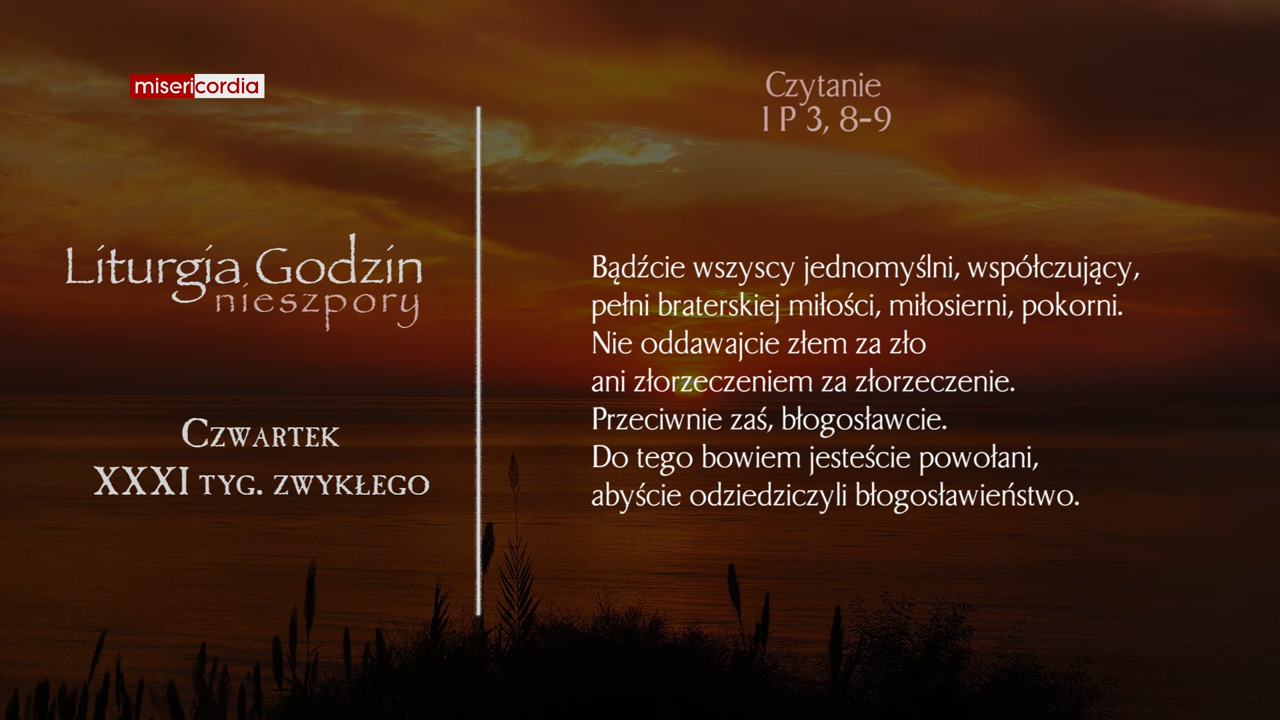 misericordia
Czytanie
1 P 3, 8-9
Liturgia Godzin
nieszpory
Czwartek
XXXI tyg. zwykłego
Bądźcie wszyscy jednomyślni, współczujący,
pełni braterskiej miłości, miłosierni, pokorni.
Nie oddawajcie złem za zło
ani złorzeczeniem za złorzeczenie.
Przeciwnie zaś, błogosławcie.
Do tego bowiem jesteście powołani,
abyście odziedziczyli błogosławieństwo.